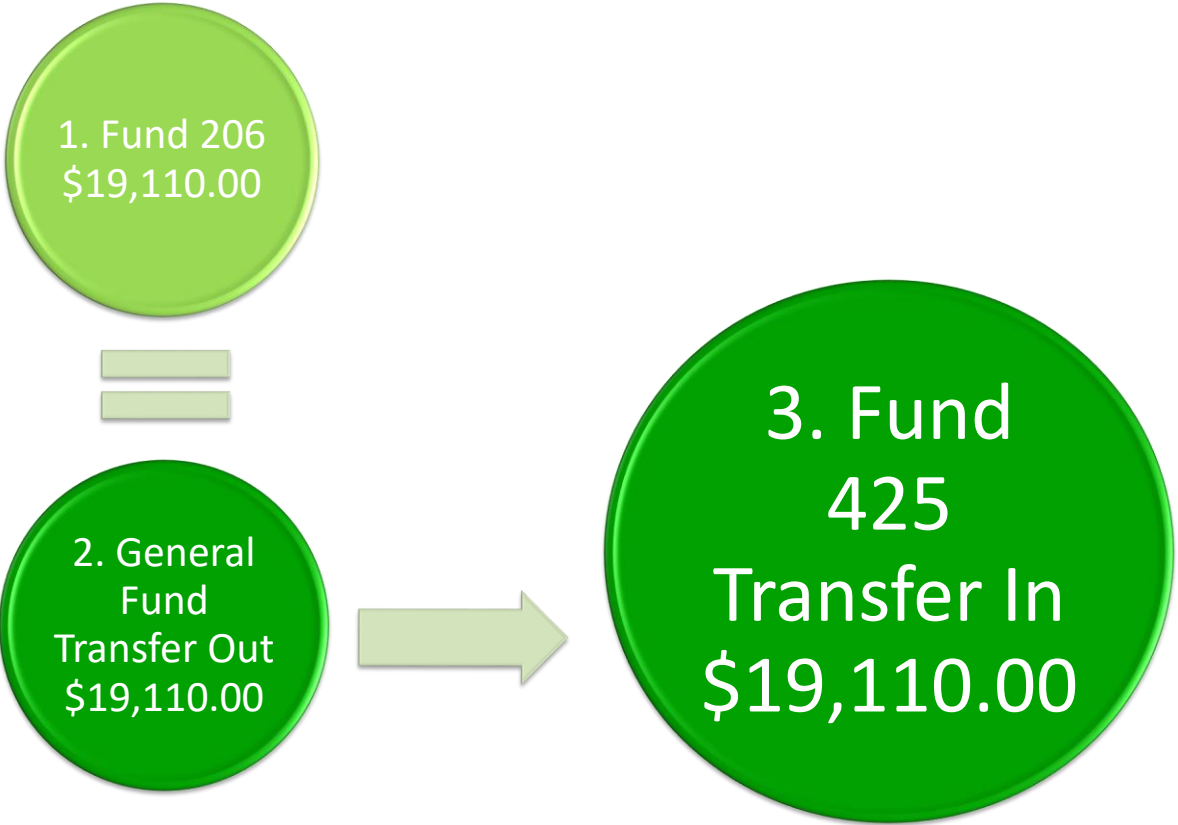 1. Fund 206
$19,110.00
2. General
Fund
Transfer Out
$19,110.00
3. Fund
425
Transfer In
$19,110.00